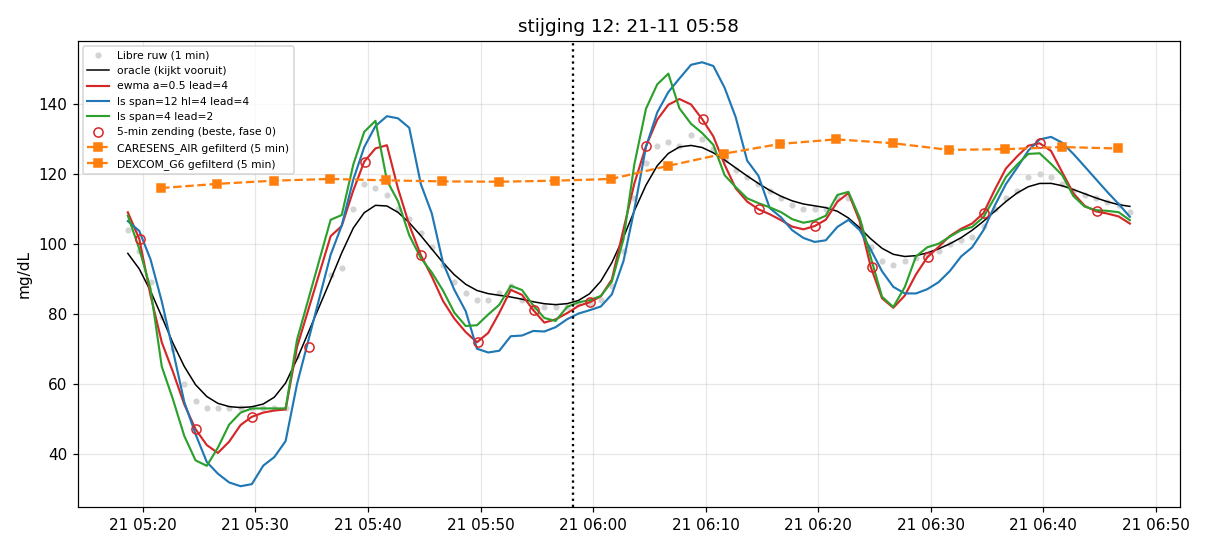 stijging 12: 21-11 05:58
Libre ruw (1 min)
oracle (kijkt vooruit)
ewma a=0.5 lead=4
ls span=12 hl=4 lead=4
ls span=4 lead=2
5-min zending (beste, fase 0)
CARESENS_AIR gefilterd (5 min)
DEXCOM_G6 gefilterd (5 min)
mg/dL
140
120
100
80
60
40
21 05:20
21 05:30
21 05:40
21 05:50
21 06:00
21 06:10
21 06:20
21 06:30
21 06:40
21 06:50